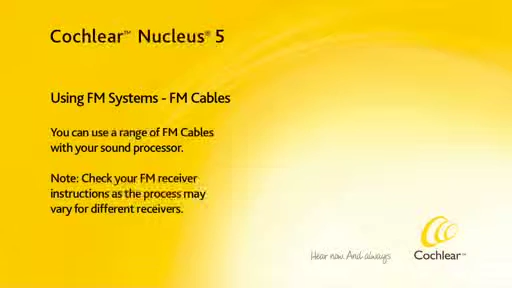 Cochlear™ Nucleus® 5
Using FM Systems - FM Cables
You can use a range of FM Cables
with your sound processor.
Note: Check your FM receiver
instructions as the process may
vary for different receivers.
Hear now. And always
Cochlear™